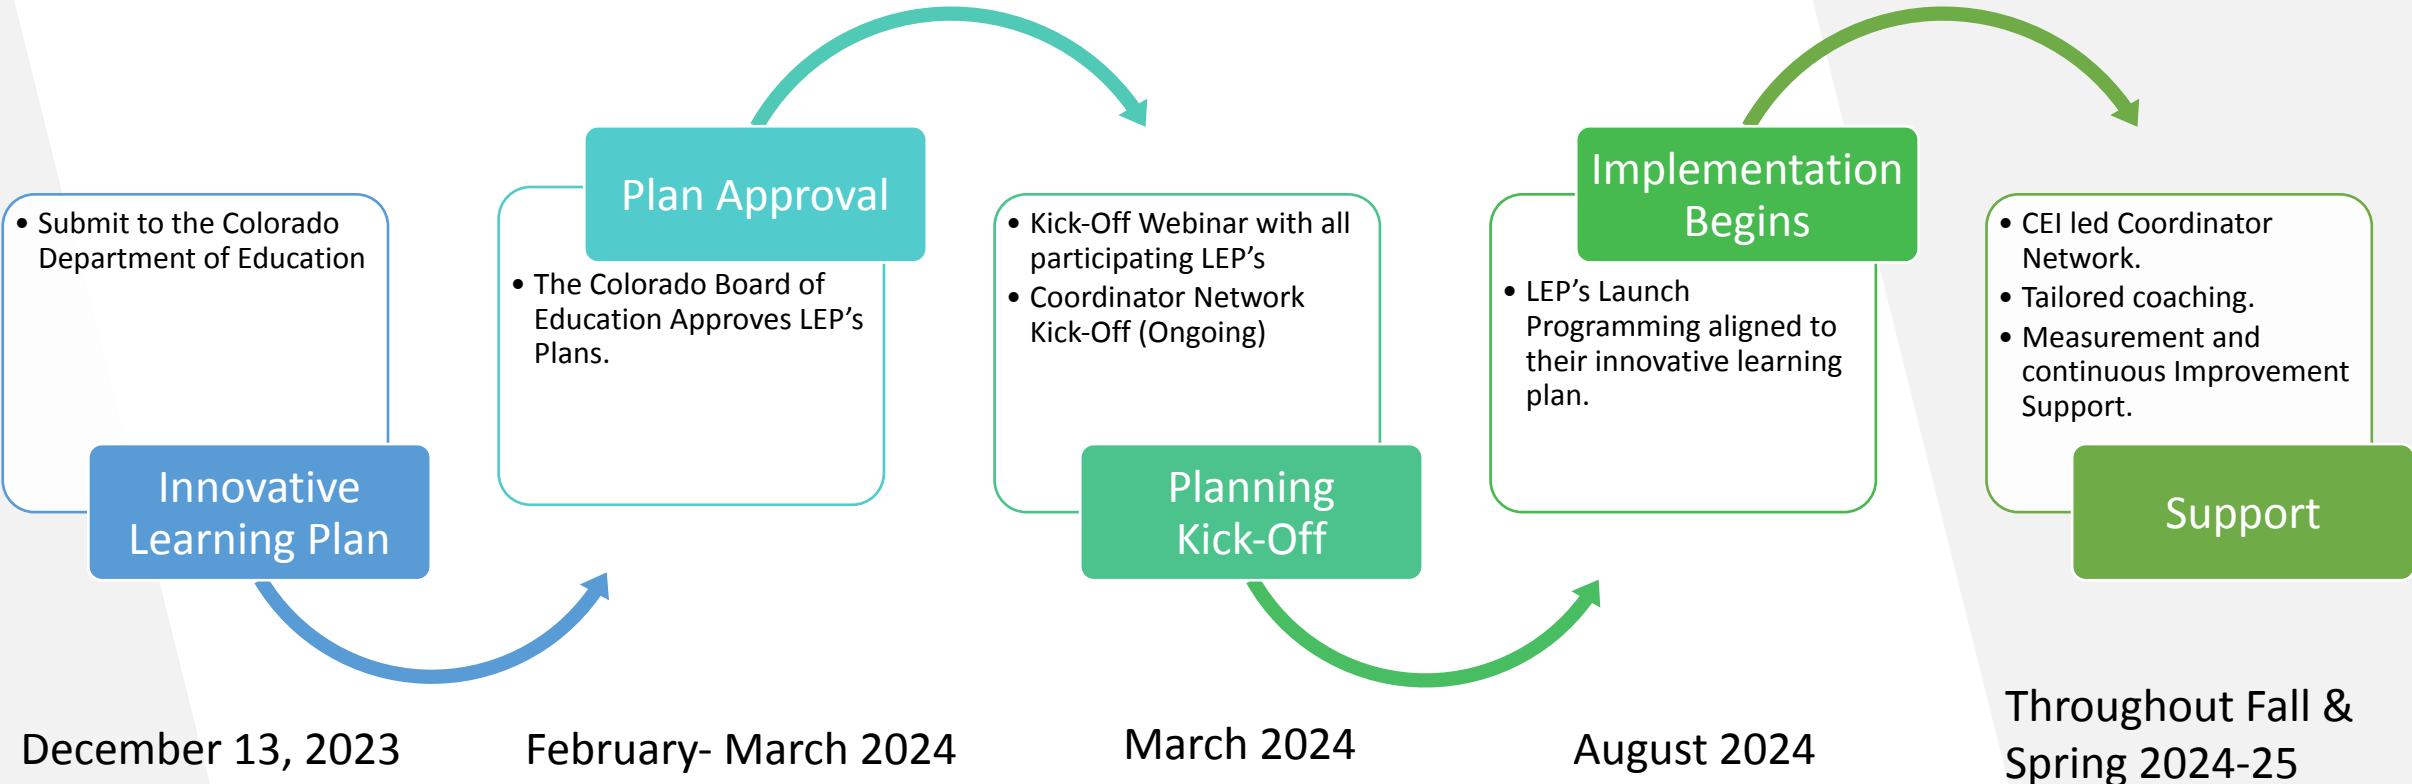 • Submit to the Colorado
Department of Education
Innovative
Learning Plan
December 13, 2023
Plan Approval
• The Colorado Board of
Education Approves LEP’s
Plans.
February- March 2024
• Kick-Off Webinar with all
participating LEP’s
• Coordinator Network
Kick-Off (Ongoing)
Planning
Kick-Off
March 2024
Implementation
Begins
• LEP’s Launch
Programming aligned to
their innovative learning
plan.
August 2024
• CEI led Coordinator
Network.
• Tailored coaching.
• Measurement and
continuous Improvement
Support.
Support
Throughout Fall &
Spring 2024-25